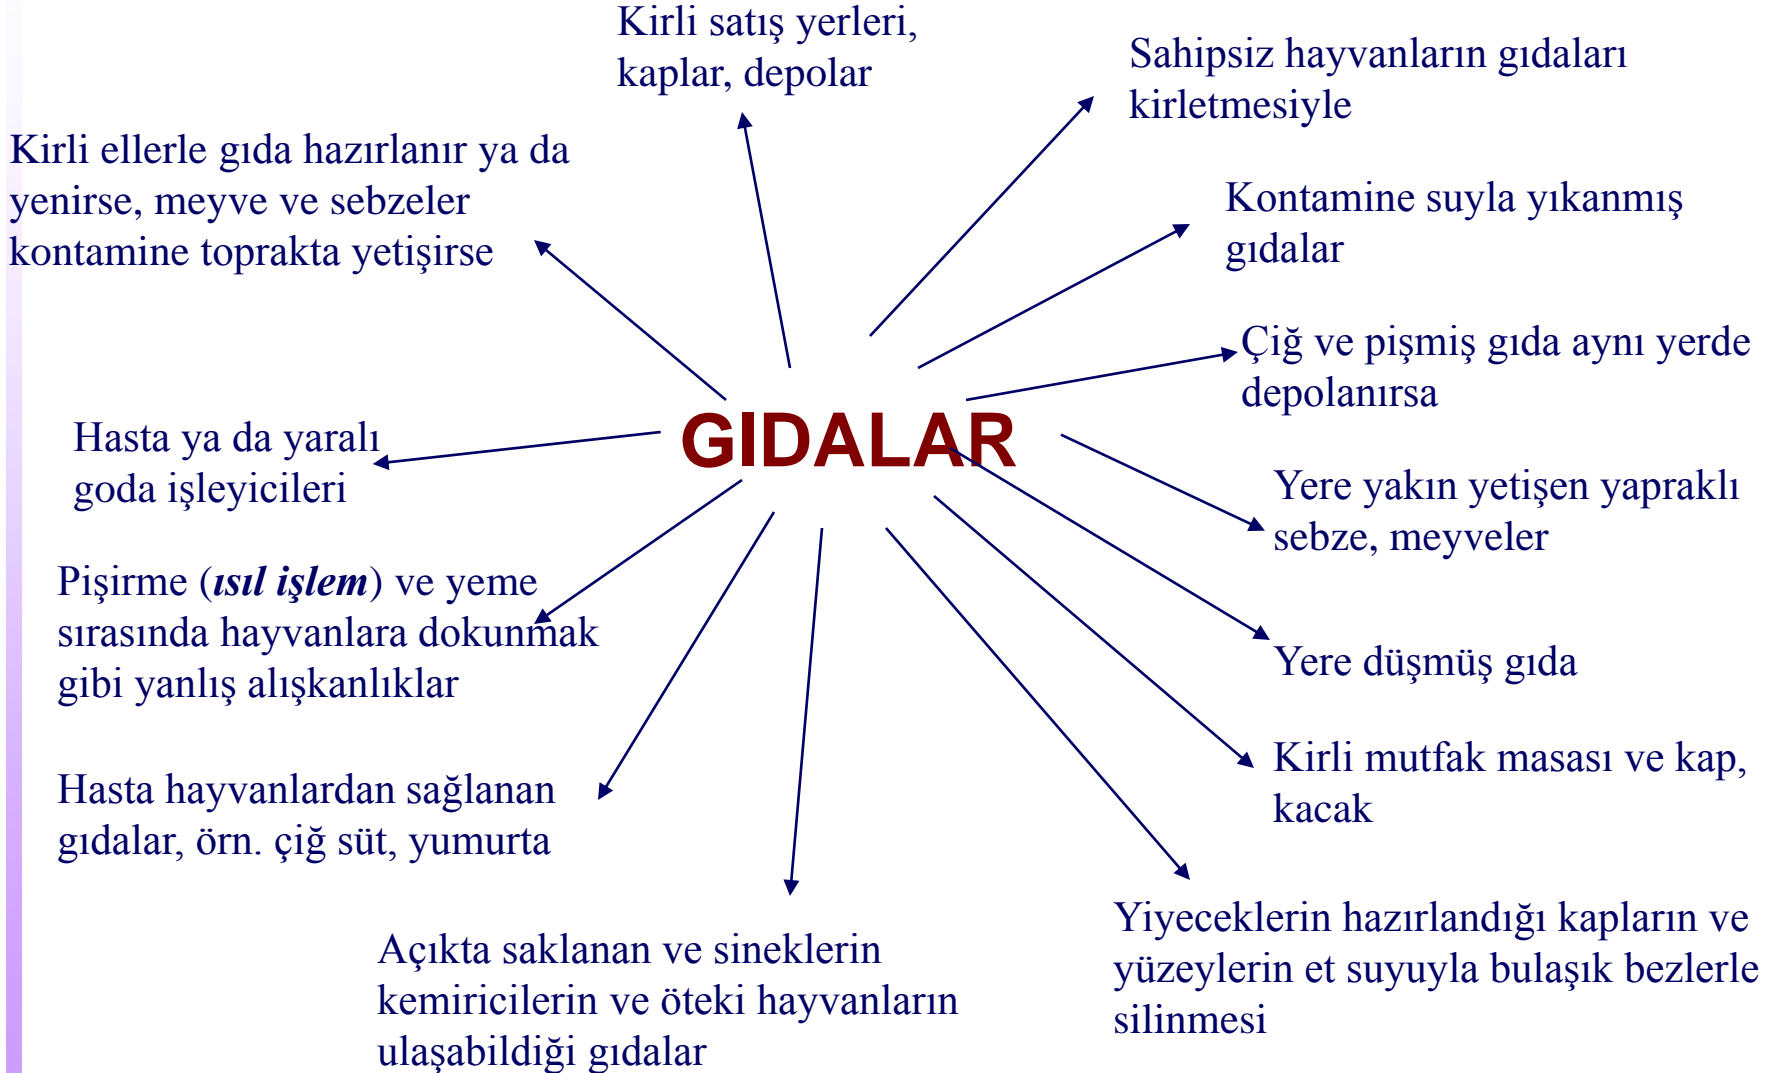 Kirli satış yerleri,
kaplar, depolar
Sahipsiz hayvanların gıdaları
kirletmesiyle
Kirli ellerle gıda hazırlanır ya da
yenirse, meyve ve sebzeler
kontamine toprakta yetişirse
Kontamine suyla yıkanmış
gıdalar
Çiğ ve pişmiş gıda aynı yerde
depolanırsa
GIDALAR
Hasta ya da yaralı
goda işleyicileri
Yere yakın yetişen yapraklı
sebze, meyveler
Pişirme (ısıl işlem) ve yeme
sırasında hayvanlara dokunmak
gibi yanlış alışkanlıklar
Yere düşmüş gıda
Kirli mutfak masası ve kap,
kacak
Hasta hayvanlardan sağlanan
gıdalar, örn. çiğ süt, yumurta
Yiyeceklerin hazırlandığı kapların ve
yüzeylerin et suyuyla bulaşık bezlerle
silinmesi
Açıkta saklanan ve sineklerin
kemiricilerin ve öteki hayvanların
ulaşabildiği gıdalar